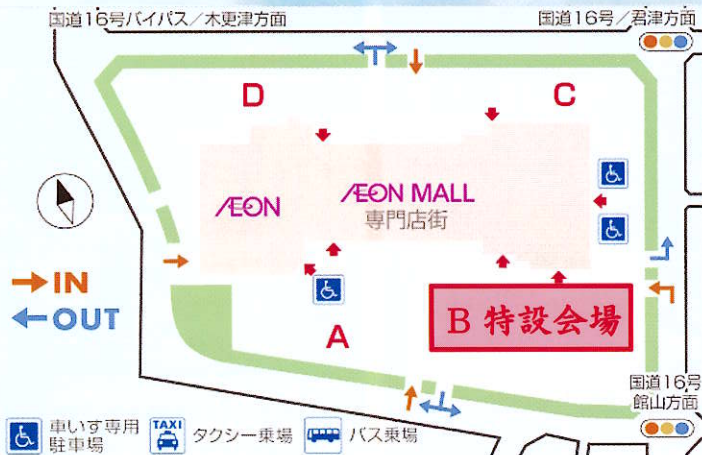 国道16号バイパス／木更津方面
国道16号／君津方面
D
C
ÆON
ÆON MALL
専門店街
IN
OUT
A
B 特設会場
国道16号
館山方面
車いす専用
駐車場
TAXI
タクシー乗場
バス乗場